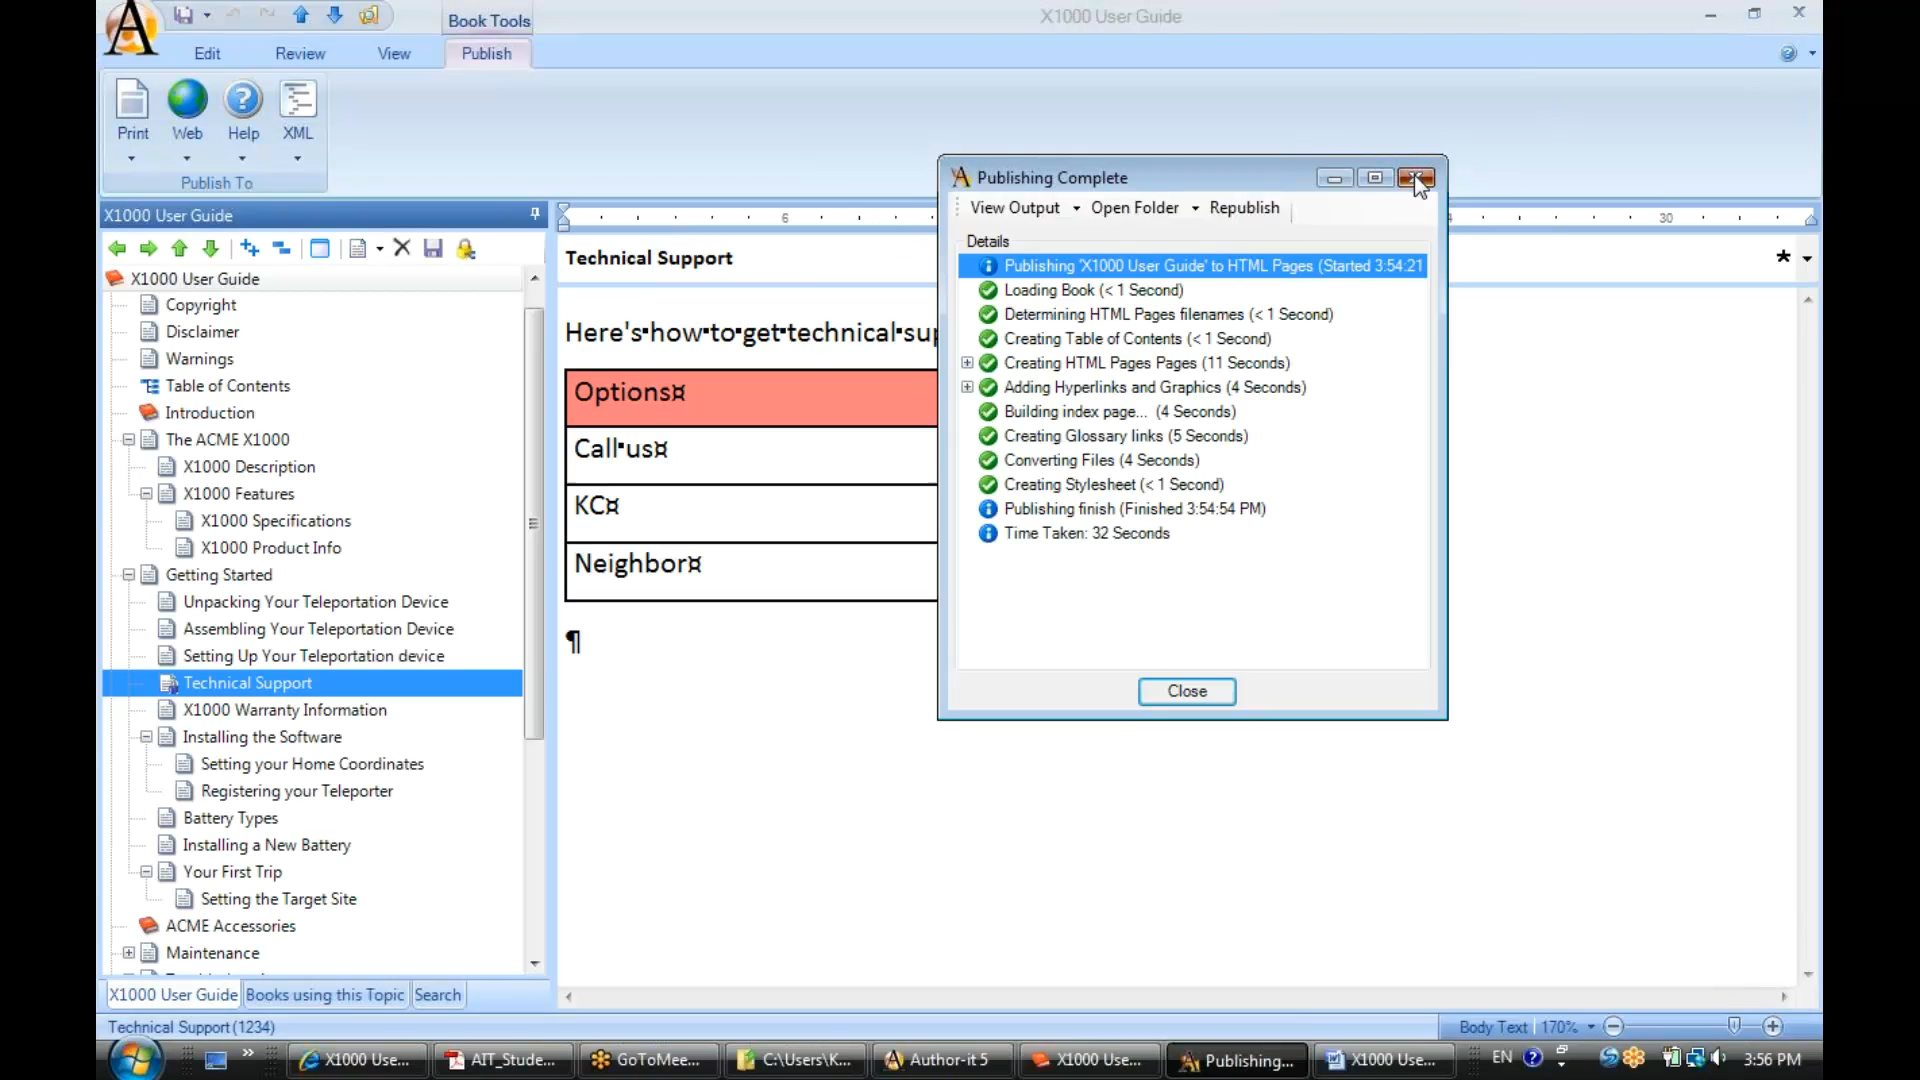 Book Tools
X1000 User Guide
Edit
Review
View
Publish
Print
Web
Help
XML
Publish To
X1000 User Guide
X1000 User Guide
Copyright
Disclaimer
Warnings
Table of Contents
Introduction
The ACME X1000
X1000 Description
X1000 Features
X1000 Specifications
X1000 Product Info
Getting Started
Unpacking Your Teleportation Device
Assembling Your Teleportation Device
Setting Up Your Teleportation device
Technical Support
X1000 Warranty Information
Installing the Software
Setting your Home Coordinates
Registering your Teleporter
Battery Types
Installing a New Battery
Your First Trip
Setting the Target Site
ACME Accessories
Maintenance
X1000 User Guide
Books using this Topic
Search
6
30
Technical Support
*
Here's·how·to·get·technical·sup
Options¤
Call·us¤
KC¤
Neighbor¤
¶
Publishing Complete
View Output
Open Folder
Republish
Details
Publishing 'X1000 User Guide' to HTML Pages (Started 3:54:21
Loading Book (< 1 Second)
Determining HTML Pages filenames (< 1 Second)
Creating Table of Contents (< 1 Second)
Creating HTML Pages Pages (11 Seconds)
Adding Hyperlinks and Graphics (4 Seconds)
Building index page... (4 Seconds)
Creating Glossary links (5 Seconds)
Converting Files (4 Seconds)
Creating Stylesheet (< 1 Second)
Publishing finish (Finished 3:54:54 PM)
Time Taken: 32 Seconds
Close
Technical Support (1234)
Body Text
170%
X1000 Use...
AIT_Stude...
GoToMee...
C:\Users\K...
Author-it 5
X1000 Use...
Publishing...
X1000 Use...
EN
3:56 PM